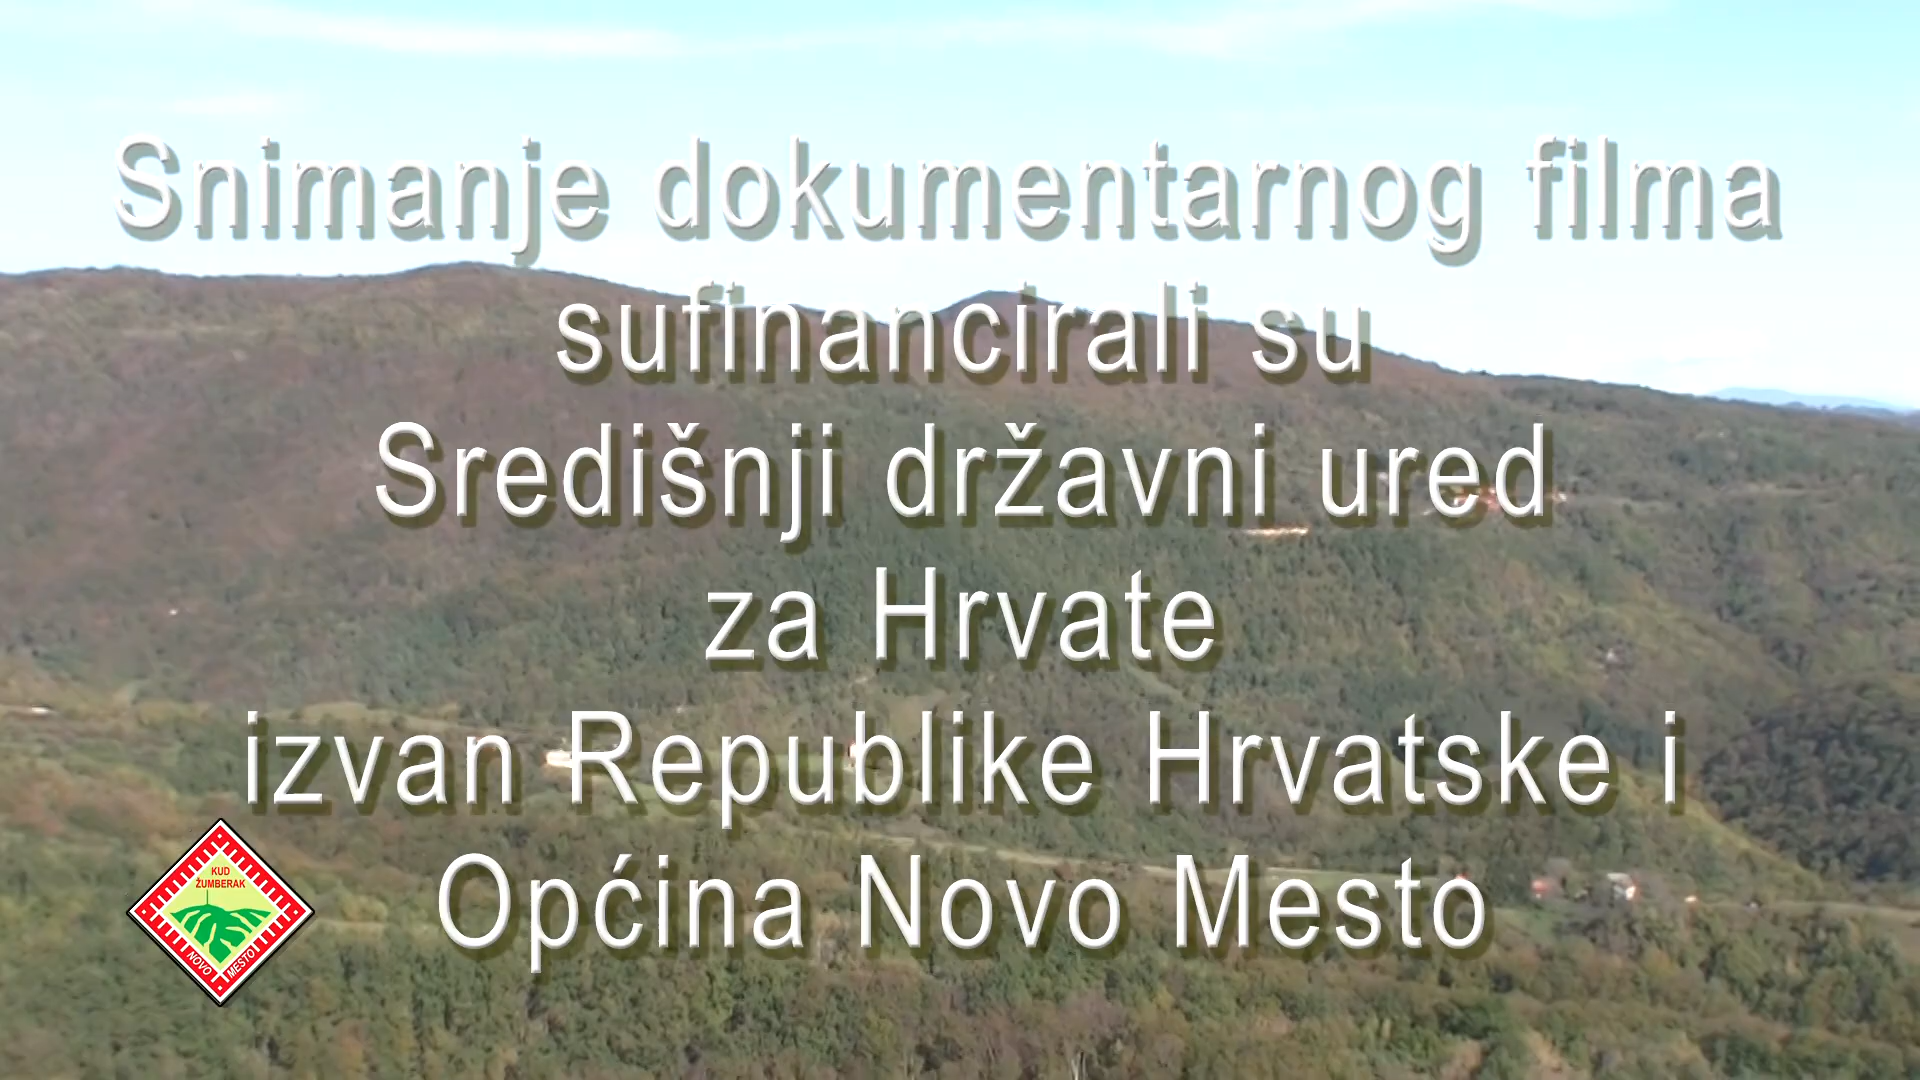 Snimanje dokumentarnog filma
sufinancirali su
Središnji državni ured
za Hrvate
izvan Republike Hrvatske i
Općina Novo Mesto
KUD
ŽUMBERAK
NOVO MESTO